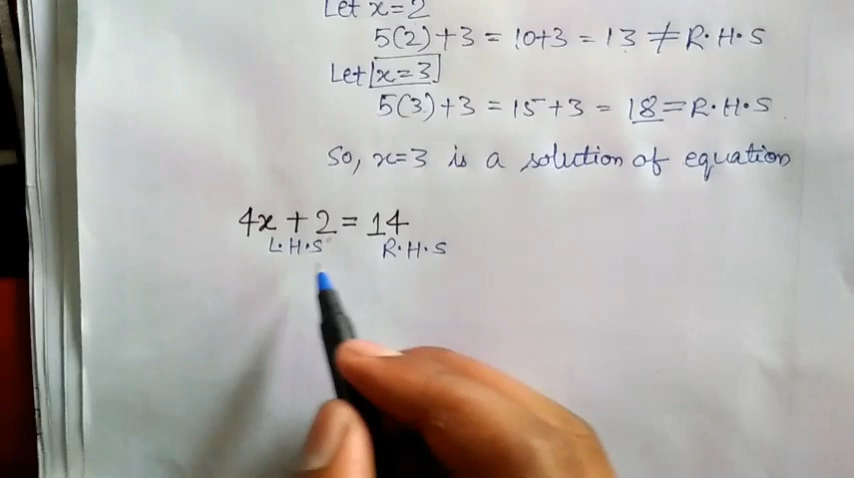 Let x=2
5(2)+3 = 10+3 = 13 ≠ R.H.S
Let x=3
5(3)+3 = 15+3 = 18 = R.H.S
So, x=3 is a solution of equation
4x+2=14
L.H.S R.H.S